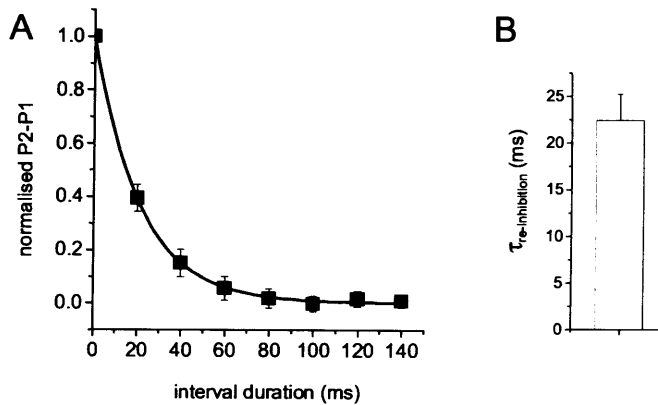 A
normalised P2-P1
1.0
0.8
0.6
0.4
0.2
0.0
0 20 40 60 80 100 120 140
interval duration (ms)
B
τre-inhibition (ms)
25
20
15
10
5
0